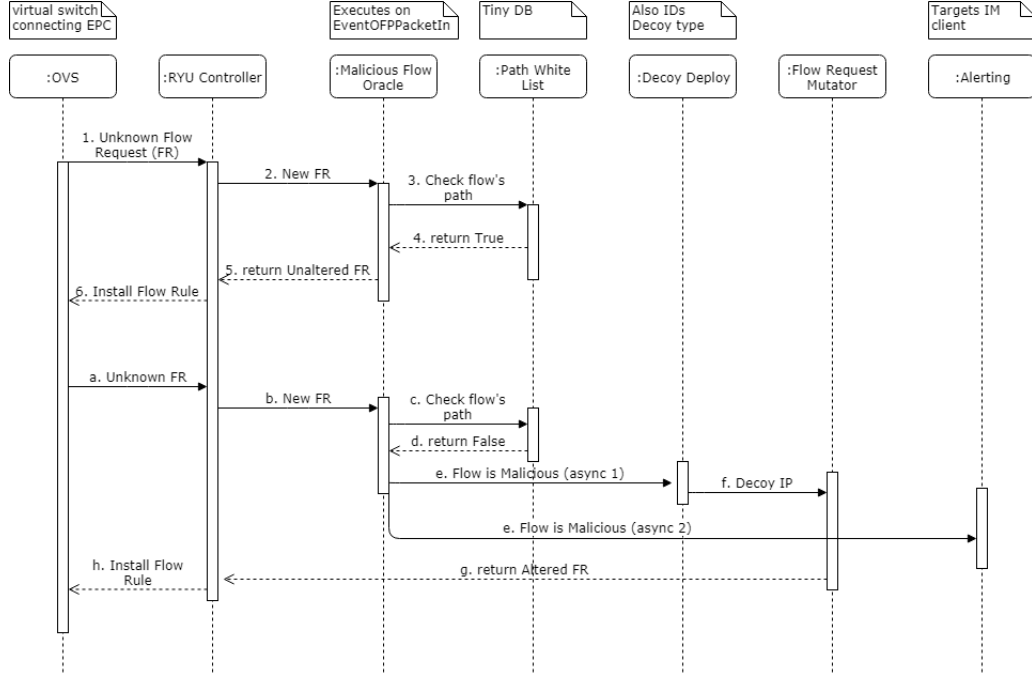 virtual switch
connecting EPC
Executes on
EventOFPPacketIn
Tiny DB
Also IDs
Decoy type
Targets IM
client
:OVS
:RYU Controller
:Malicious Flow
Oracle
:Path White
List
:Decoy Deploy
:Flow Request
Mutator
:Alerting
1. Unknown Flow
Request (FR)
2. New FR
3. Check flow's
path
4. return True
5. return Unaltered FR
6. Install Flow Rule
a. Unknown FR
b. New FR
c. Check flow's
path
d. return False
e. Flow is Malicious (async 1)
f. Decoy IP
e. Flow is Malicious (async 2)
g. return Altered FR
h. Install Flow
Rule